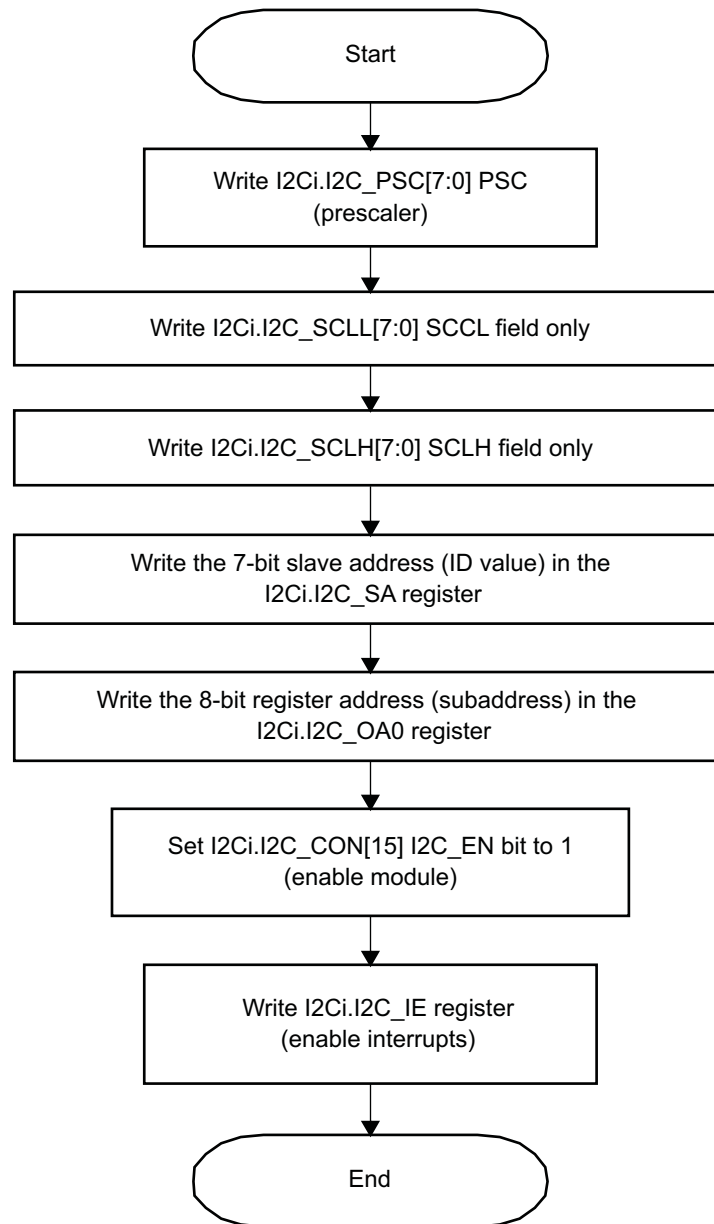 Start
Write I2Ci.I2C_PSC[7:0] PSC
(prescaler)
Write I2Ci.I2C_SCLL[7:0] SCCL field only
Write I2Ci.I2C_SCLH[7:0] SCLH field only
Write the 7-bit slave address (ID value) in the
I2Ci.I2C_SA register
Write the 8-bit register address (subaddress) in the
I2Ci.I2C_OA0 register
Set I2Ci.I2C_CON[15] I2C_EN bit to 1
(enable module)
Write I2Ci.I2C_IE register
(enable interrupts)
End